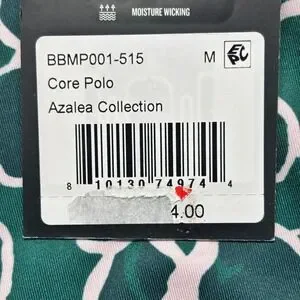 MOISTURE WICKING
BBMP001-515 M
Core Polo
Azalea Collection
8 10130 74974 4
4.00